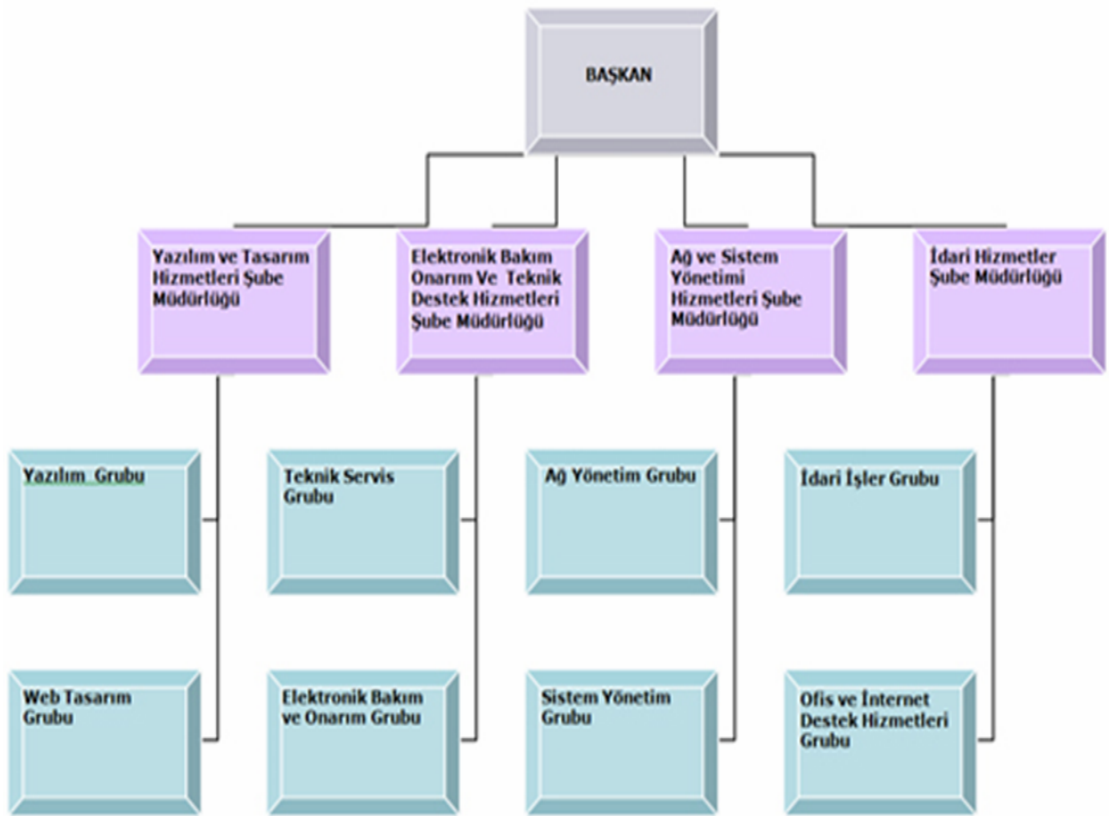 BAŞKAN
Yazılım ve Tasarım
Hizmetleri Şube
Müdürlüğü
Elektronik Bakım
Onarım Ve Teknik
Destek Hizmetleri
Şube Müdürlüğü
Ağ ve Sistem
Yönetimi
Hizmetleri Şube
Müdürlüğü
İdari Hizmetler
Şube Müdürlüğü
Yazılım Grubu
Teknik Servis
Grubu
Ağ Yönetim Grubu
İdari İşler Grubu
Web Tasarım
Grubu
Elektronik Bakım
ve Onarım Grubu
Sistem Yönetim
Grubu
Ofis ve İnternet
Destek Hizmetleri
Grubu